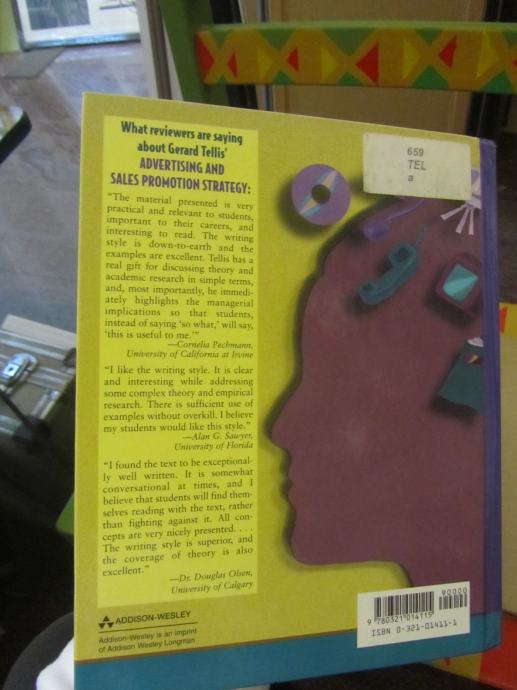 What reviewers are saying
about Gerard Tellis'
ADVERTISING AND
SALES PROMOTION STRATEGY:
"The material presented is very
practical and relevant to students,
important to their careers, and
interesting to read. The writing
style is down-to-earth and the
examples are excellent. Tellis has a
real gift for discussing theory and
academic research in simple terms,
and, most importantly, he immedi-
ately highlights the managerial
implications so that students,
instead of saying 'so what,' will say,
'this is useful to me.'"
—Cornelia Pechmann,
University of California at Irvine
"I like the writing style. It is clear
and interesting while addressing
some complex theory and empirical
research. There is sufficient use of
examples without overkill. I believe
my students would like this style."
—Alan G. Sawyer,
University of Florida
"I found the text to be exceptional-
ly well written. It is somewhat
conversational at times, and I
believe that students will find them-
selves reading with the text, rather
than fighting against it. All con-
cepts are very nicely presented. . . .
The writing style is superior, and
the coverage of theory is also
excellent."
—Dr. Douglas Olsen,
University of Calgary
ADDISON-WESLEY
Addison-Wesley is an imprint
of Addison Wesley Longman
659
TEL
a
90000
9 780321 014115
ISBN 0-321-01411-1